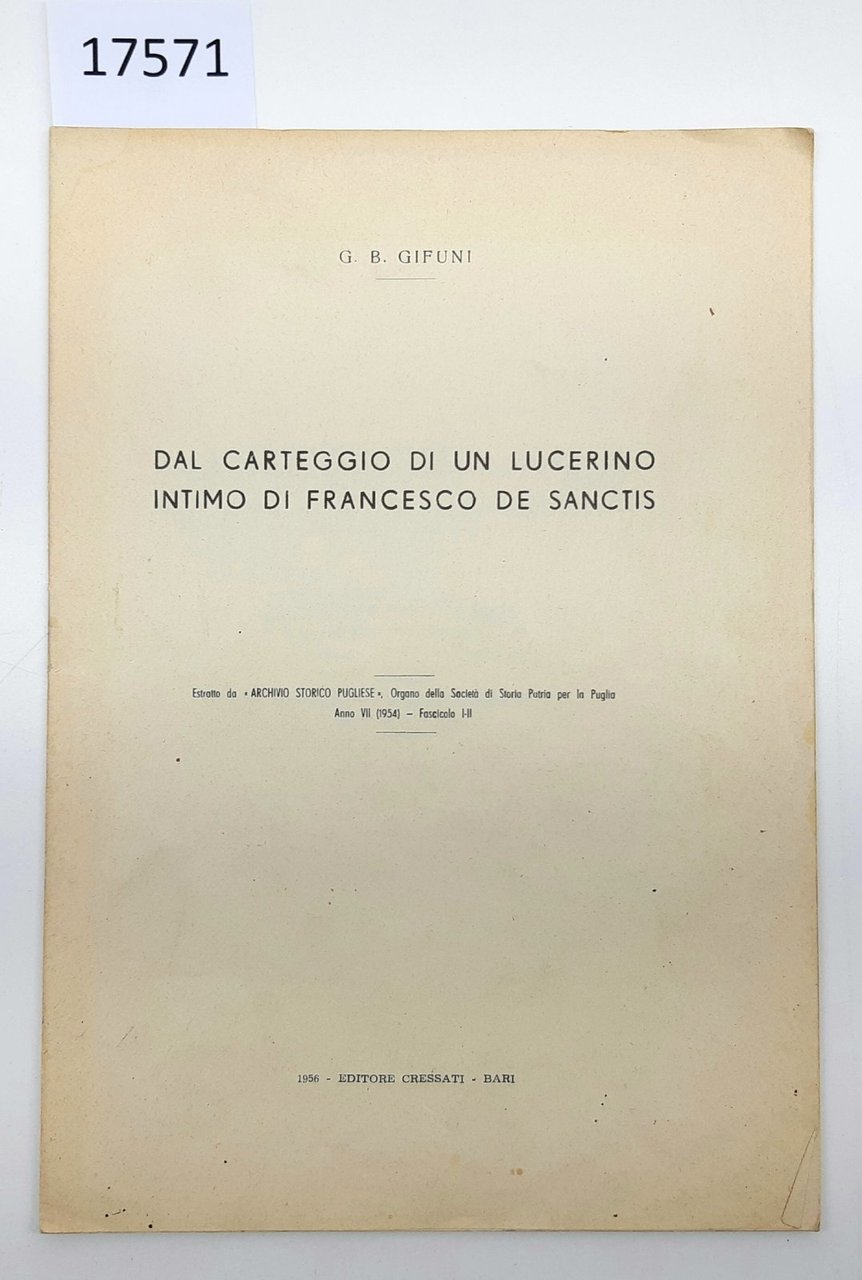 17571
G. B. GIFUNI
DAL CARTEGGIO DI UN LUCERINO
INTIMO DI FRANCESCO DE SANCTIS
Estratto da « ARCHIVIO STORICO PUGLIESE », Organo della Società di Storia Patria per la Puglia
Anno VII (1954) – Fascicolo I-II
1956 - EDITORE CRESSATI - BARI